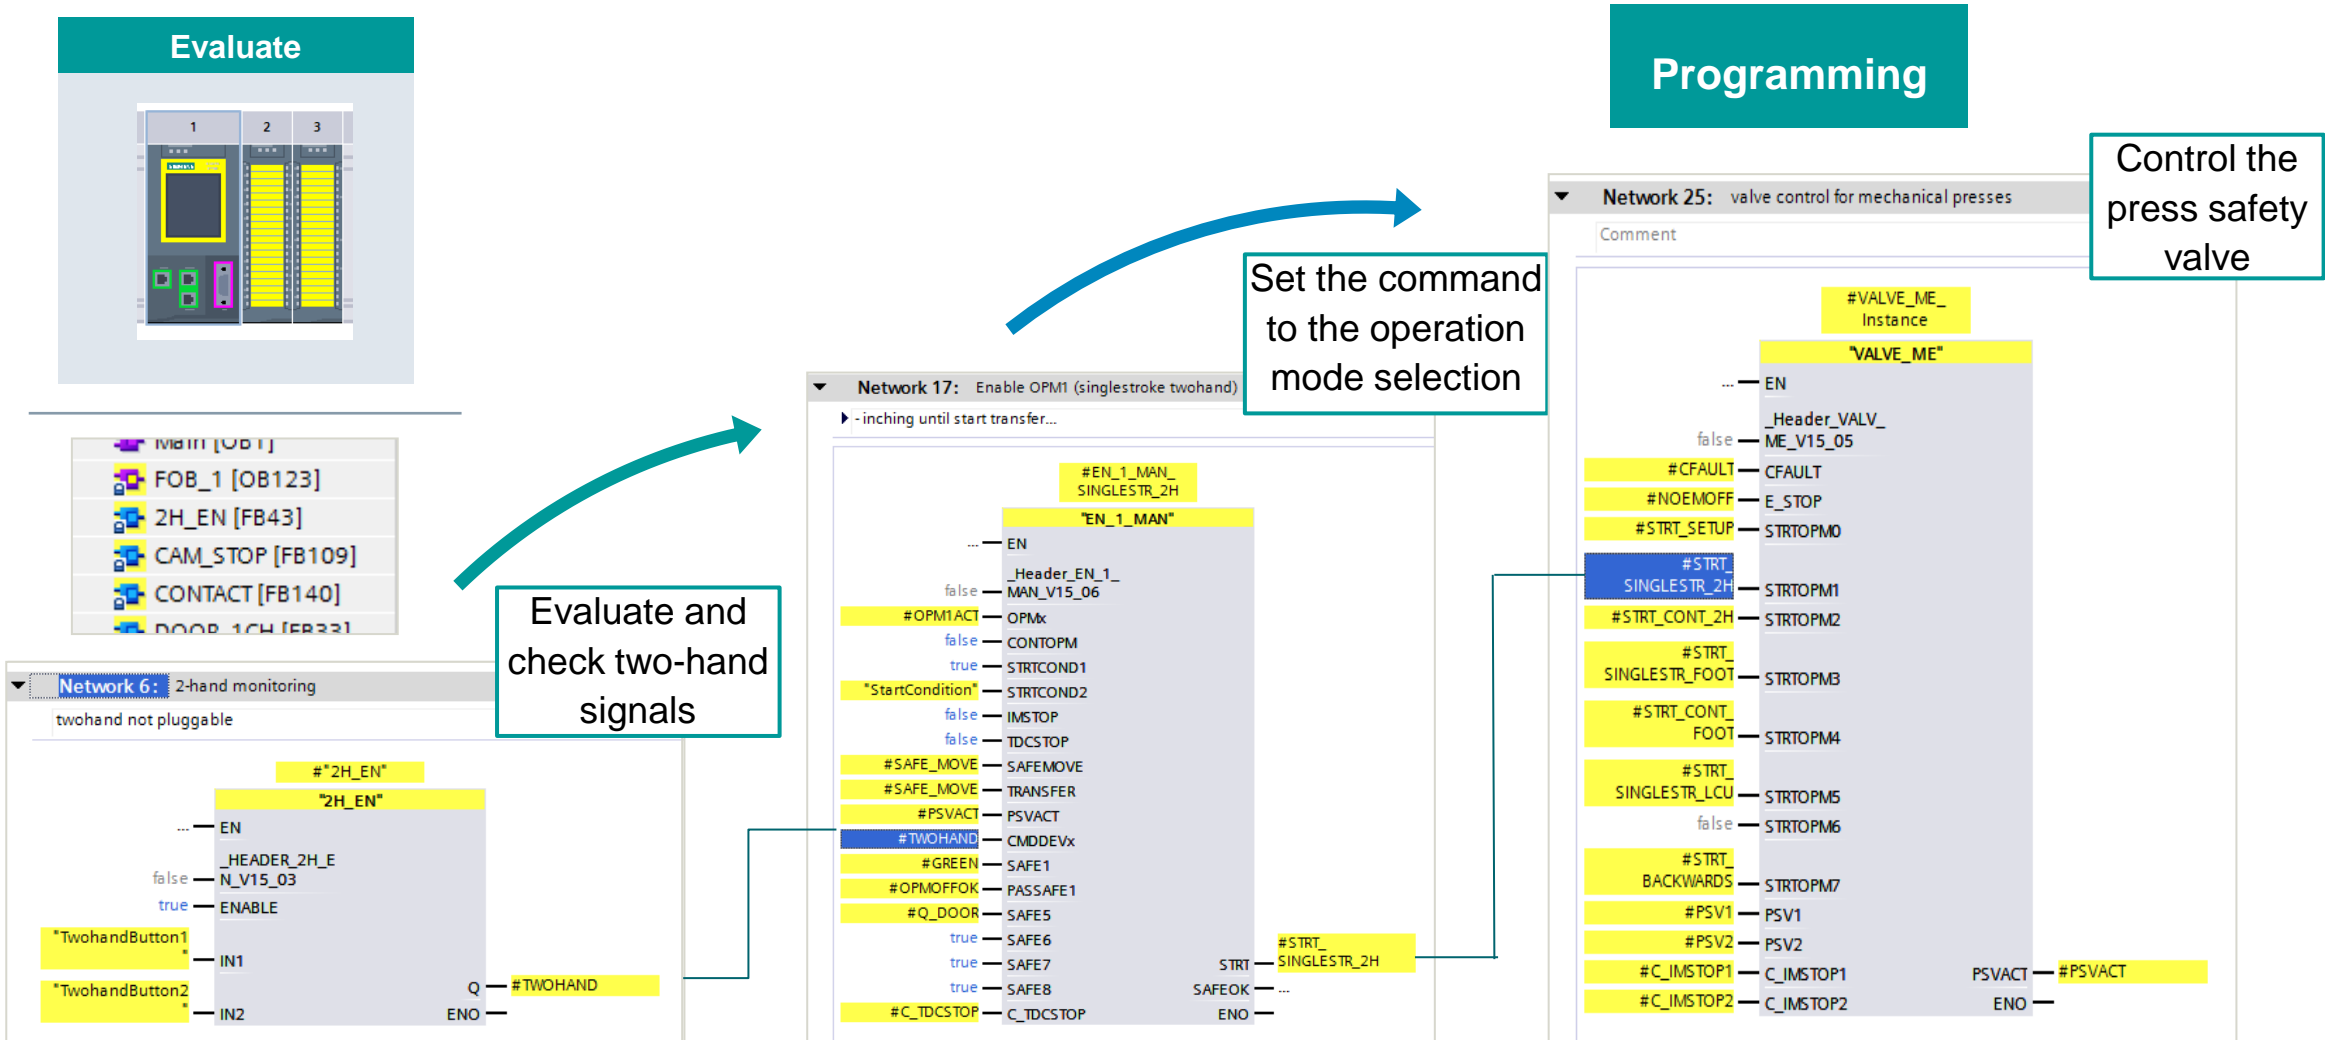 Evaluate
1 2 3
SIEMENS
Main [OB1]
FOB_1 [OB123]
2H_EN [FB43]
CAM_STOP [FB109]
CONTACT [FB140]
DOOR_1CH [FB33]
Network 6: 2-hand monitoring
twohand not pluggable
#"2H_EN"
"2H_EN"
... EN
_HEADER_2H_E
false N_V15_03
true ENABLE
"TwohandButton1
" IN1
"TwohandButton2
" IN2
Q #TWOHAND
ENO
Evaluate and
check two-hand
signals
Network 17: Enable OPM1 (singlestroke twohand)
- inching until start transfer...
#EN_1_MAN_
SINGLESTR_2H
"EN_1_MAN"
... EN
_Header_EN_1_
false MAN_V15_06
#OPM1ACT OPMx
false CONTOPM
true STRTCOND1
"StartCondition" STRTCOND2
false IMSTOP
false TDCSTOP
#SAFE_MOVE SAFEMOVE
#SAFE_MOVE TRANSFER
#PSVACT PSVACT
#TWOHAND CMDDEVx
#GREEN SAFE1
#OPMOFFOK PASSAFE1
#Q_DOOR SAFE5
true SAFE6
true SAFE7
true SAFE8
#C_TDCSTOP C_TDCSTOP
#STRT_
STRT SINGLESTR_2H
SAFEOK ...
ENO
Set the command
to the operation
mode selection
Programming
Control the
press safety
valve
Network 25: valve control for mechanical presses
Comment
#VALVE_ME_
Instance
"VALVE_ME"
... EN
_Header_VALV_
false ME_V15_05
#CFAULT CFAULT
#NOEMOFF E_STOP
#STRT_SETUP STRTOPM0
#STRT_
SINGLESTR_2H STRTOPM1
#STRT_CONT_2H STRTOPM2
#STRT_
SINGLESTR_FOOT STRTOPM3
#STRT_CONT_
FOOT STRTOPM4
#STRT_
SINGLESTR_LCU STRTOPM5
false STRTOPM6
#STRT_
BACKWARDS STRTOPM7
#PSV1 PSV1
#PSV2 PSV2
#C_IMSTOP1 C_IMSTOP1
#C_IMSTOP2 C_IMSTOP2
PSVACT #PSVACT
ENO